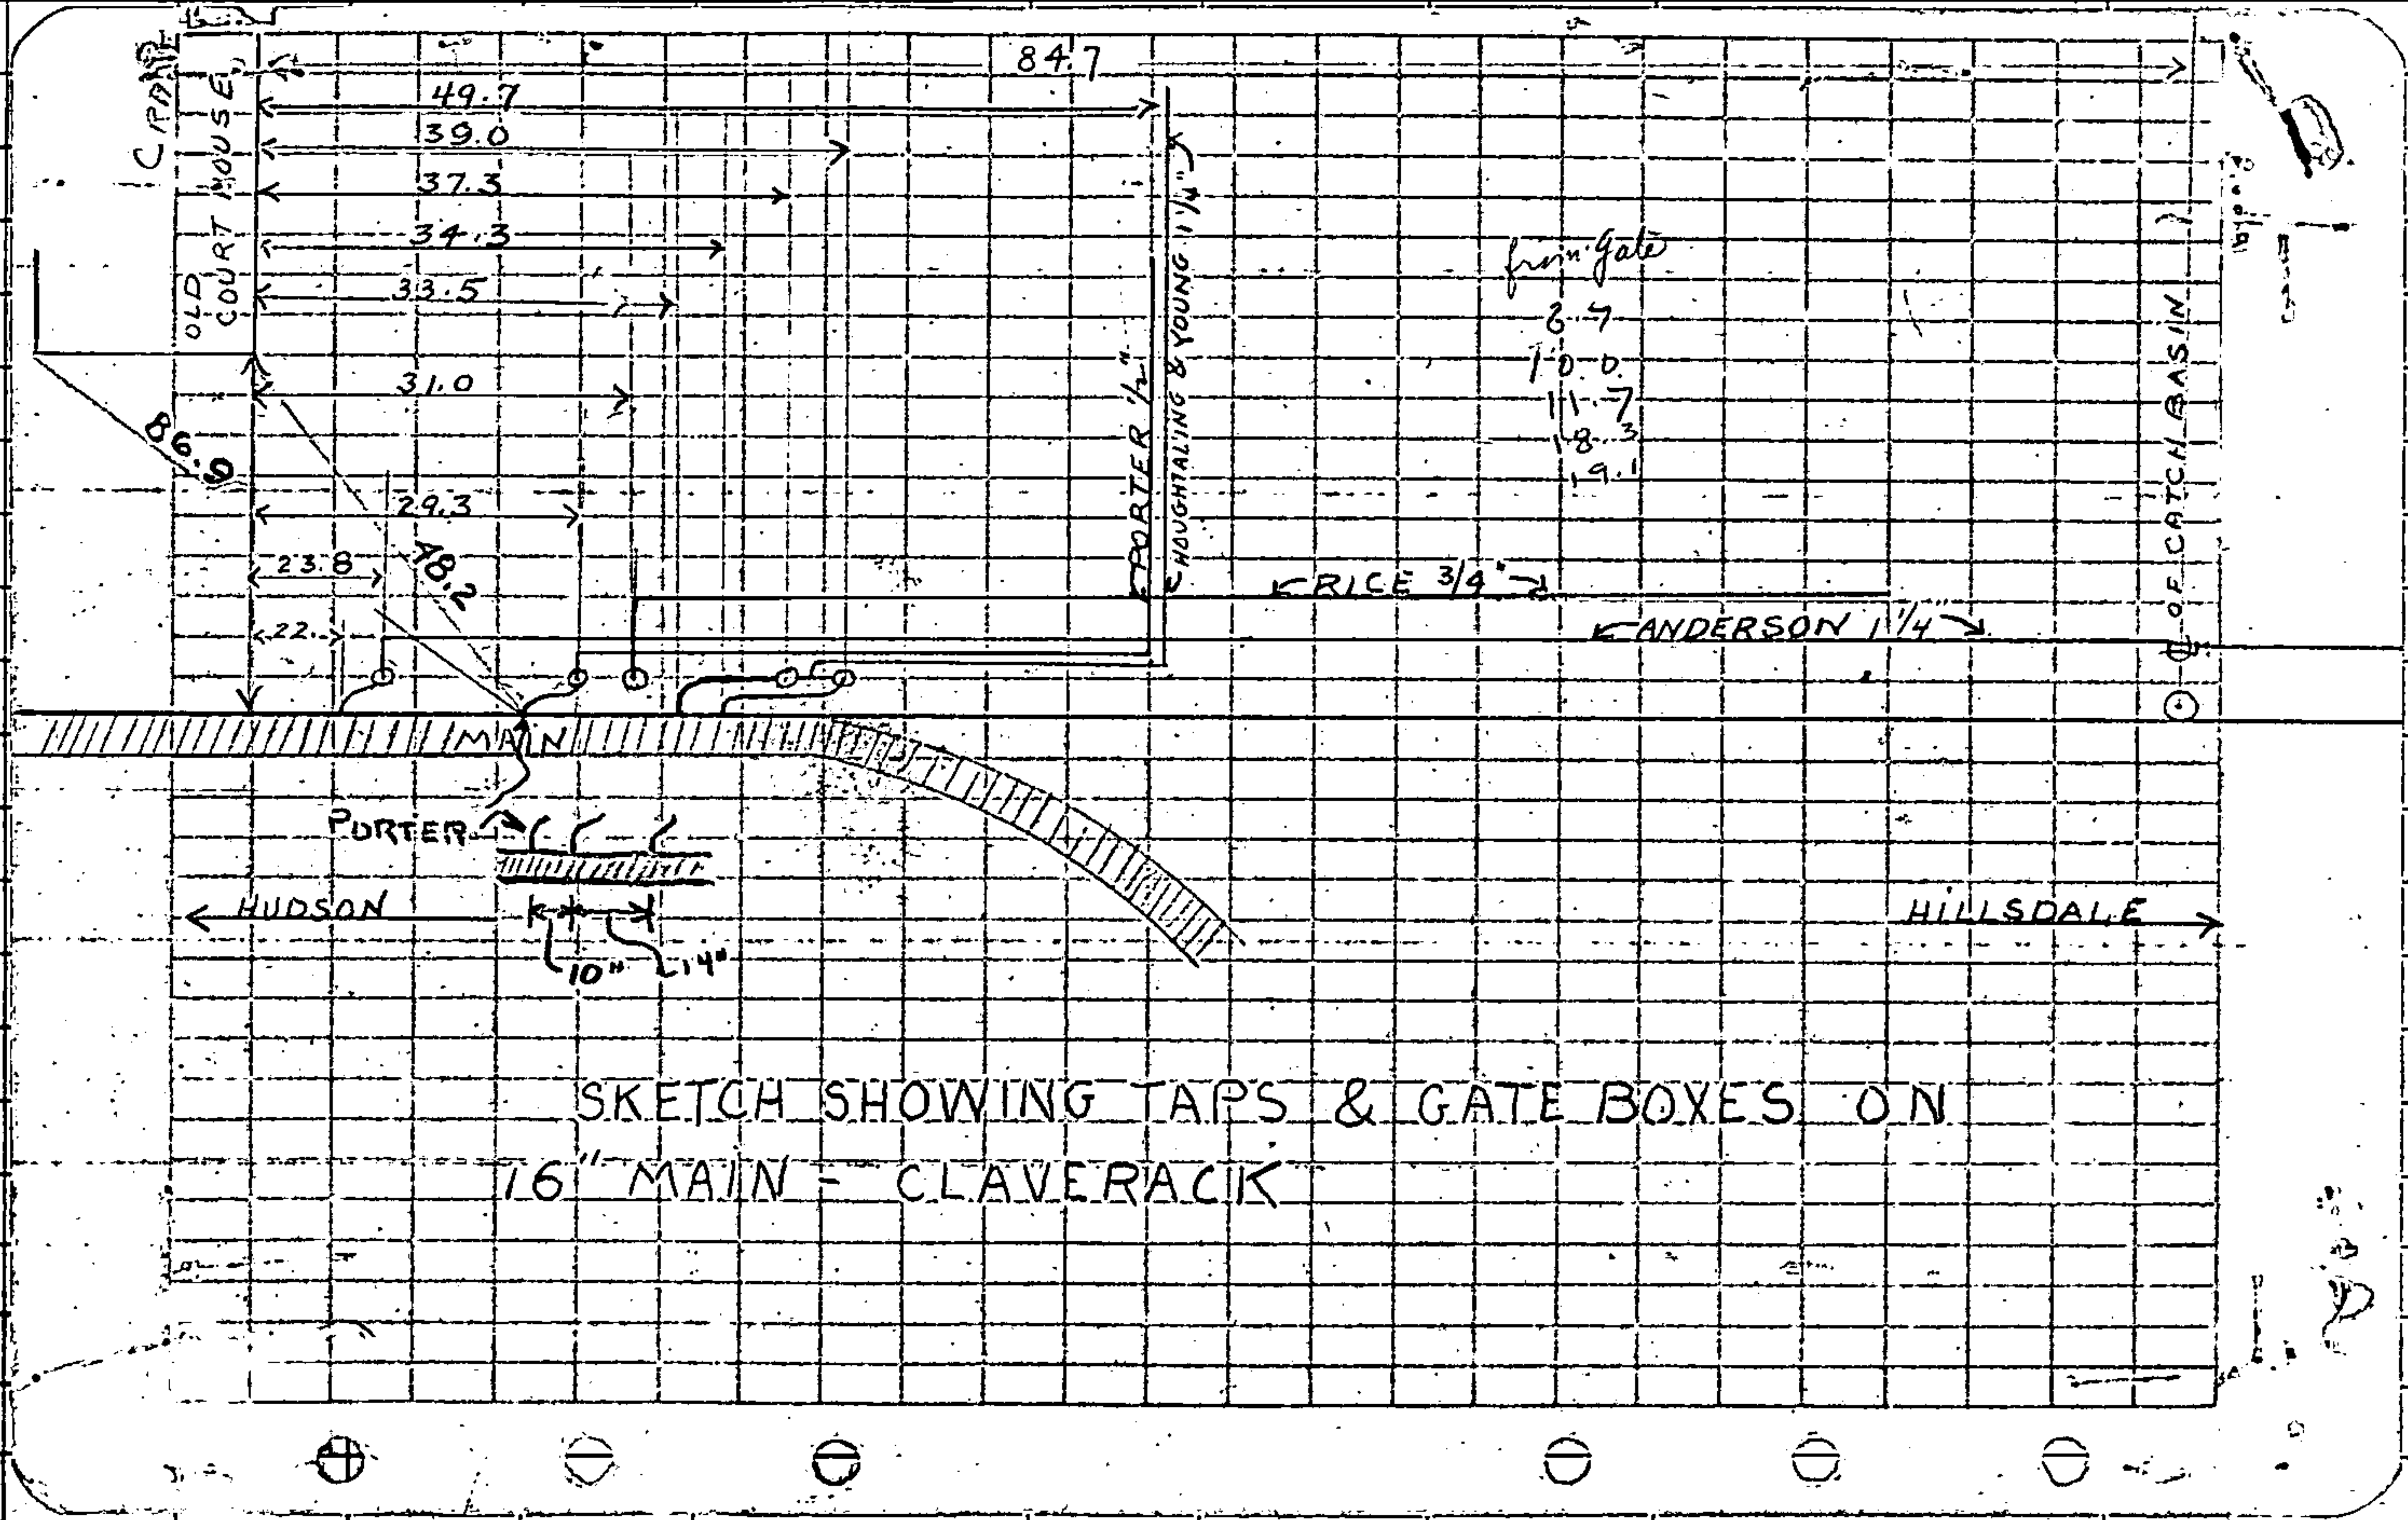 84.7
49.7
39.0
37.3
34.3
33.5
31.0
29.3
23.8
22.
86.9
48.2
OLD
COURT HOUSE
from Gate
10.0
11.7
18.3
19.1
PORTER 1/2"
HOUGHTALING & YOUNG 1 1/4"
RICE 3/4"
ANDERSON 1 1/4
OF CATCH BASIN
MAIN
PORTER
10" 14"
HUDSON
HILLSDALE
SKETCH SHOWING TAPS & GATE BOXES ON
16" MAIN - CLAVERACK